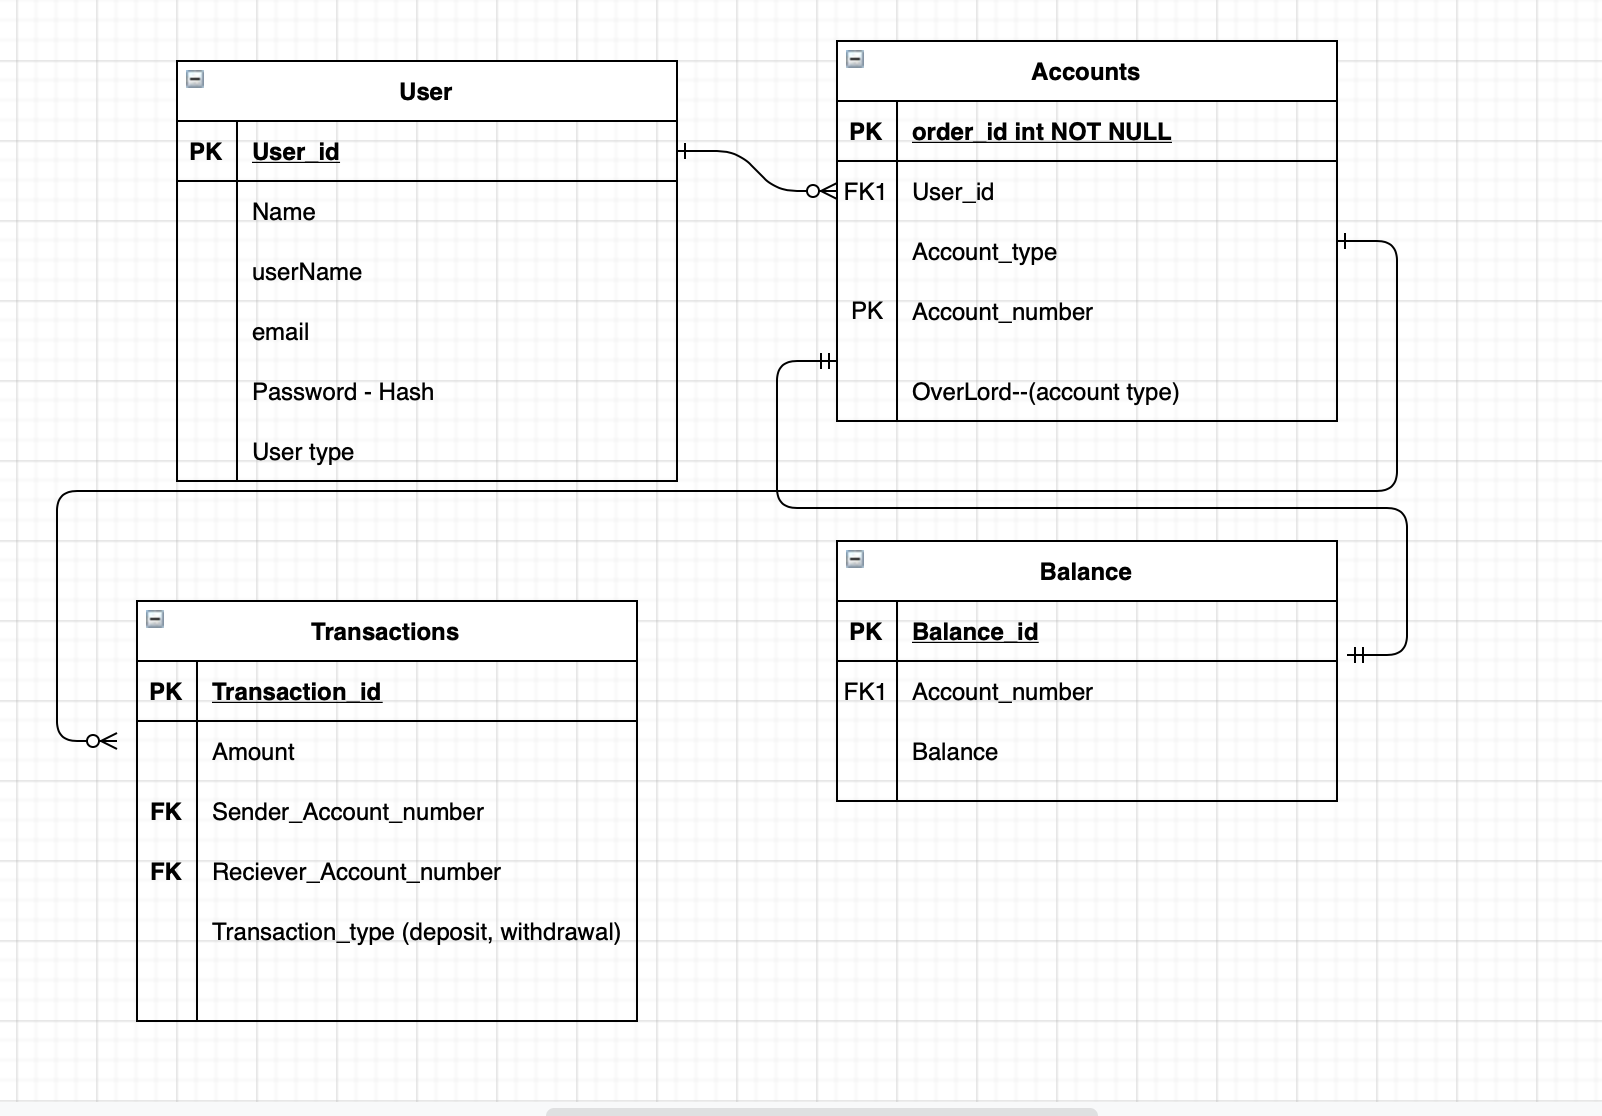 User
PK User_id
Name
userName
email
Password - Hash
User type
Accounts
PK order_id int NOT NULL
FK1 User_id
Account_type
PK Account_number
OverLord--(account type)
Transactions
PK Transaction_id
Amount
FK Sender_Account_number
FK Reciever_Account_number
Transaction_type (deposit, withdrawal)
Balance
PK Balance_id
FK1 Account_number
Balance